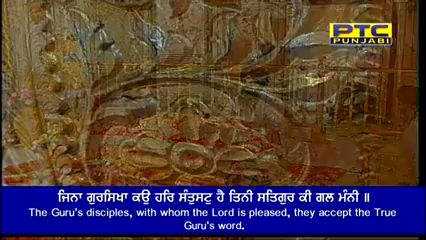 PTC
PUNJABI
ਜਿਨਾ ਗੁਰਸਿਖਾ ਕਉ ਹਰਿ ਸੰਤੁਸਟੁ ਹੈ ਤਿਨੀ ਸਤਿਗੁਰ ਕੀ ਗਲ ਮੰਨੀ ॥
The Guru's disciples, with whom the Lord is pleased, they accept the True
Guru's word.